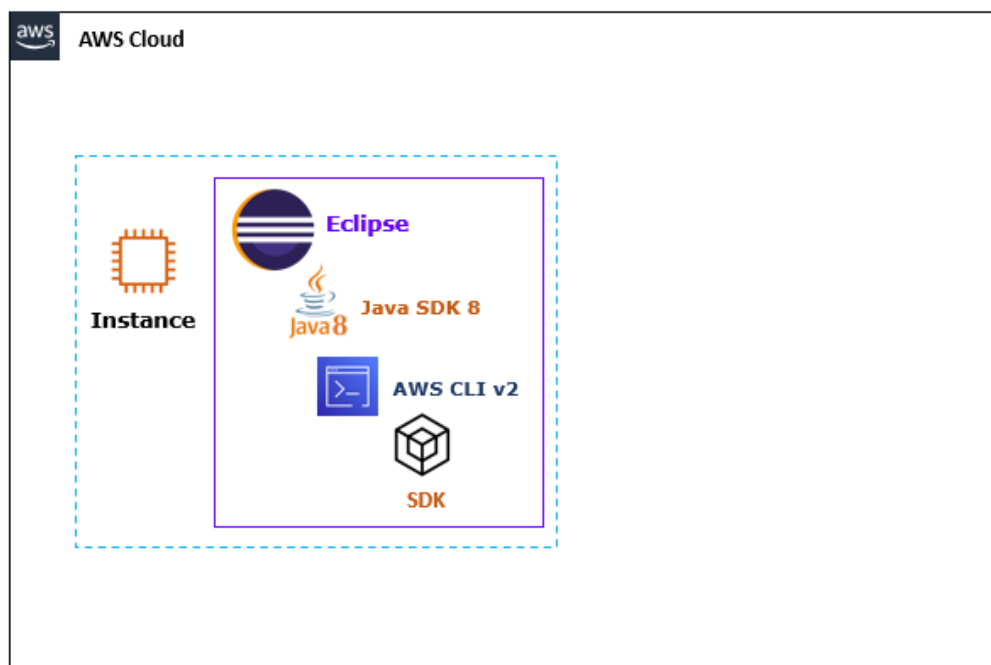 aws
AWS Cloud
Eclipse
Java8
Java SDK 8
Instance
>_
AWS CLI v2
SDK